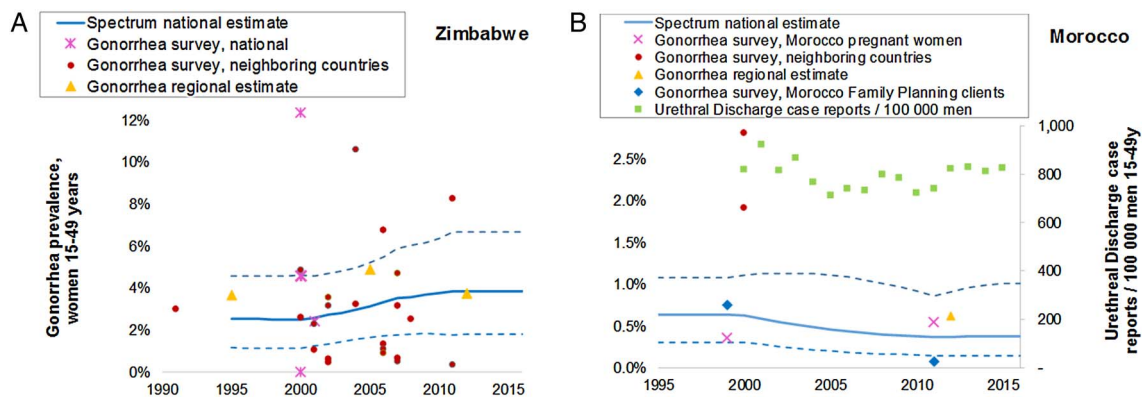 A
Spectrum national estimate
Gonorrhea survey, national
Gonorrhea survey, neighboring countries
Gonorrhea regional estimate
Zimbabwe
Gonorrhea prevalence,
women 15-49 years
12%
10%
8%
6%
4%
2%
0%
1990 1995 2000 2005 2010 2015
B
Spectrum national estimate
Gonorrhea survey, Morocco pregnant women
Gonorrhea survey, neighboring countries
Gonorrhea regional estimate
Gonorrhea survey, Morocco Family Planning clients
Urethral Discharge case reports / 100 000 men
Morocco
2.5%
2.0%
1.5%
1.0%
0.5%
0.0%
1995 2000 2005 2010 2015
1,000
800
600
400
200
-
Urethreal Discharge case
reports / 100 000 men 15-49y